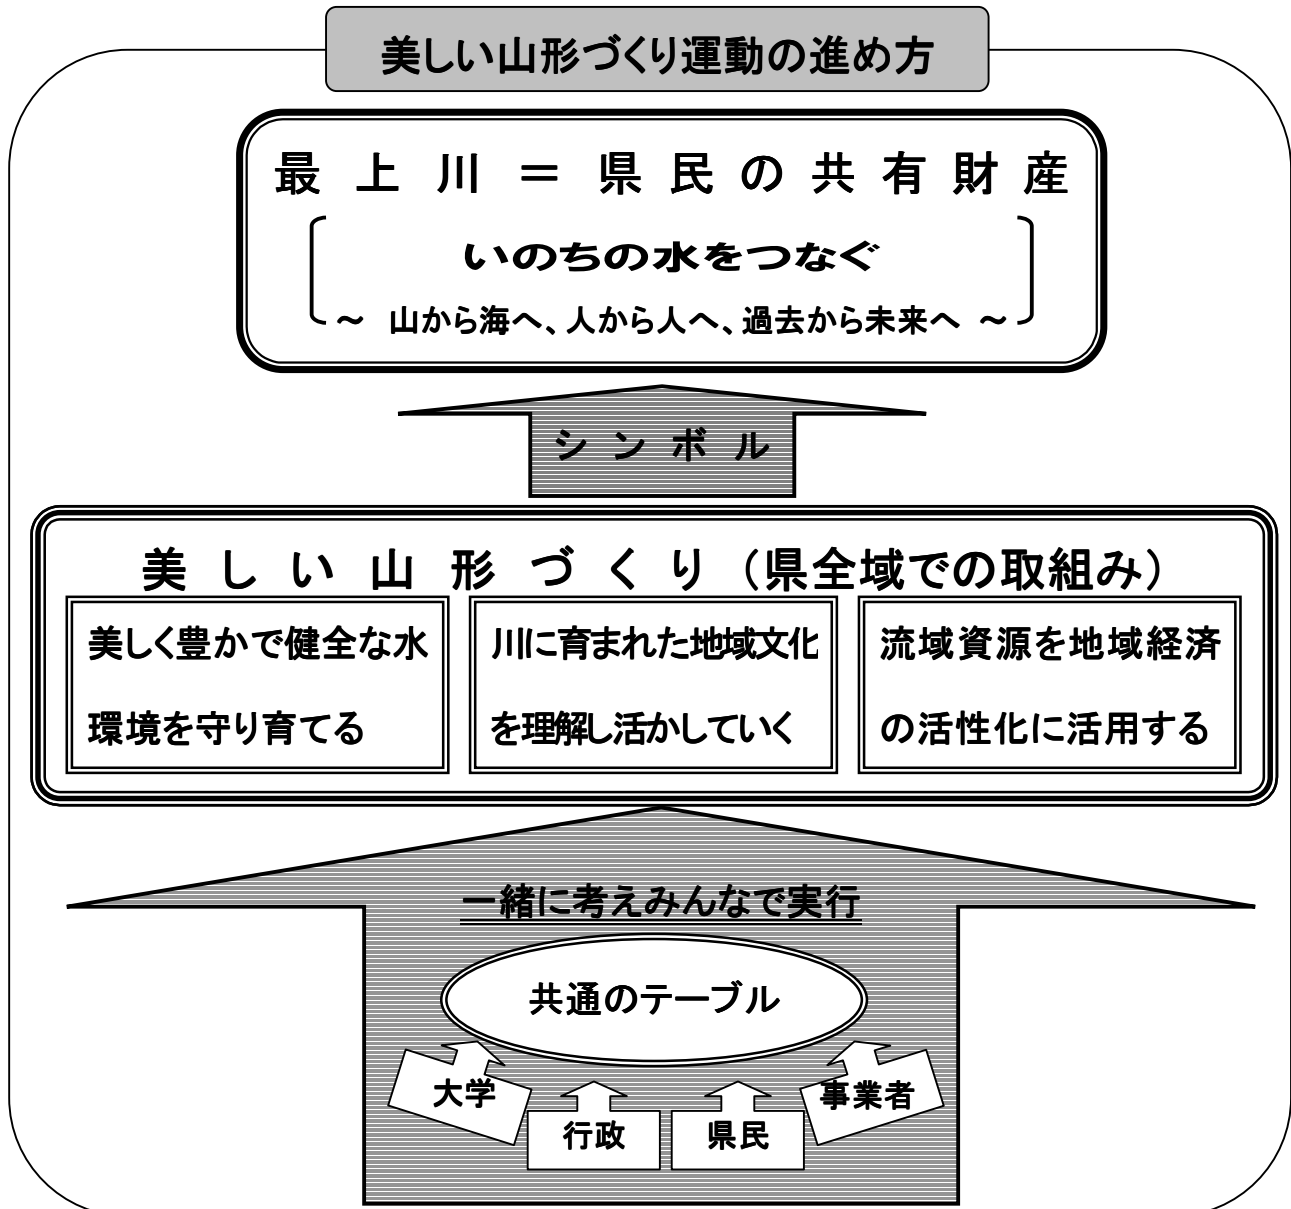 美しい山形づくり運動の進め方
最上川＝県民の共有財産
いのちの水をつなぐ
～ 山から海へ、人から人へ、過去から未来へ ～
シンボル
美しい山形づくり（県全域での取組み）
美しく豊かで健全な水
環境を守り育てる
川に育まれた地域文化
を理解し活かしていく
流域資源を地域経済
の活性化に活用する
一緒に考えみんなで実行
共通のテーブル
大学
行政
県民
事業者